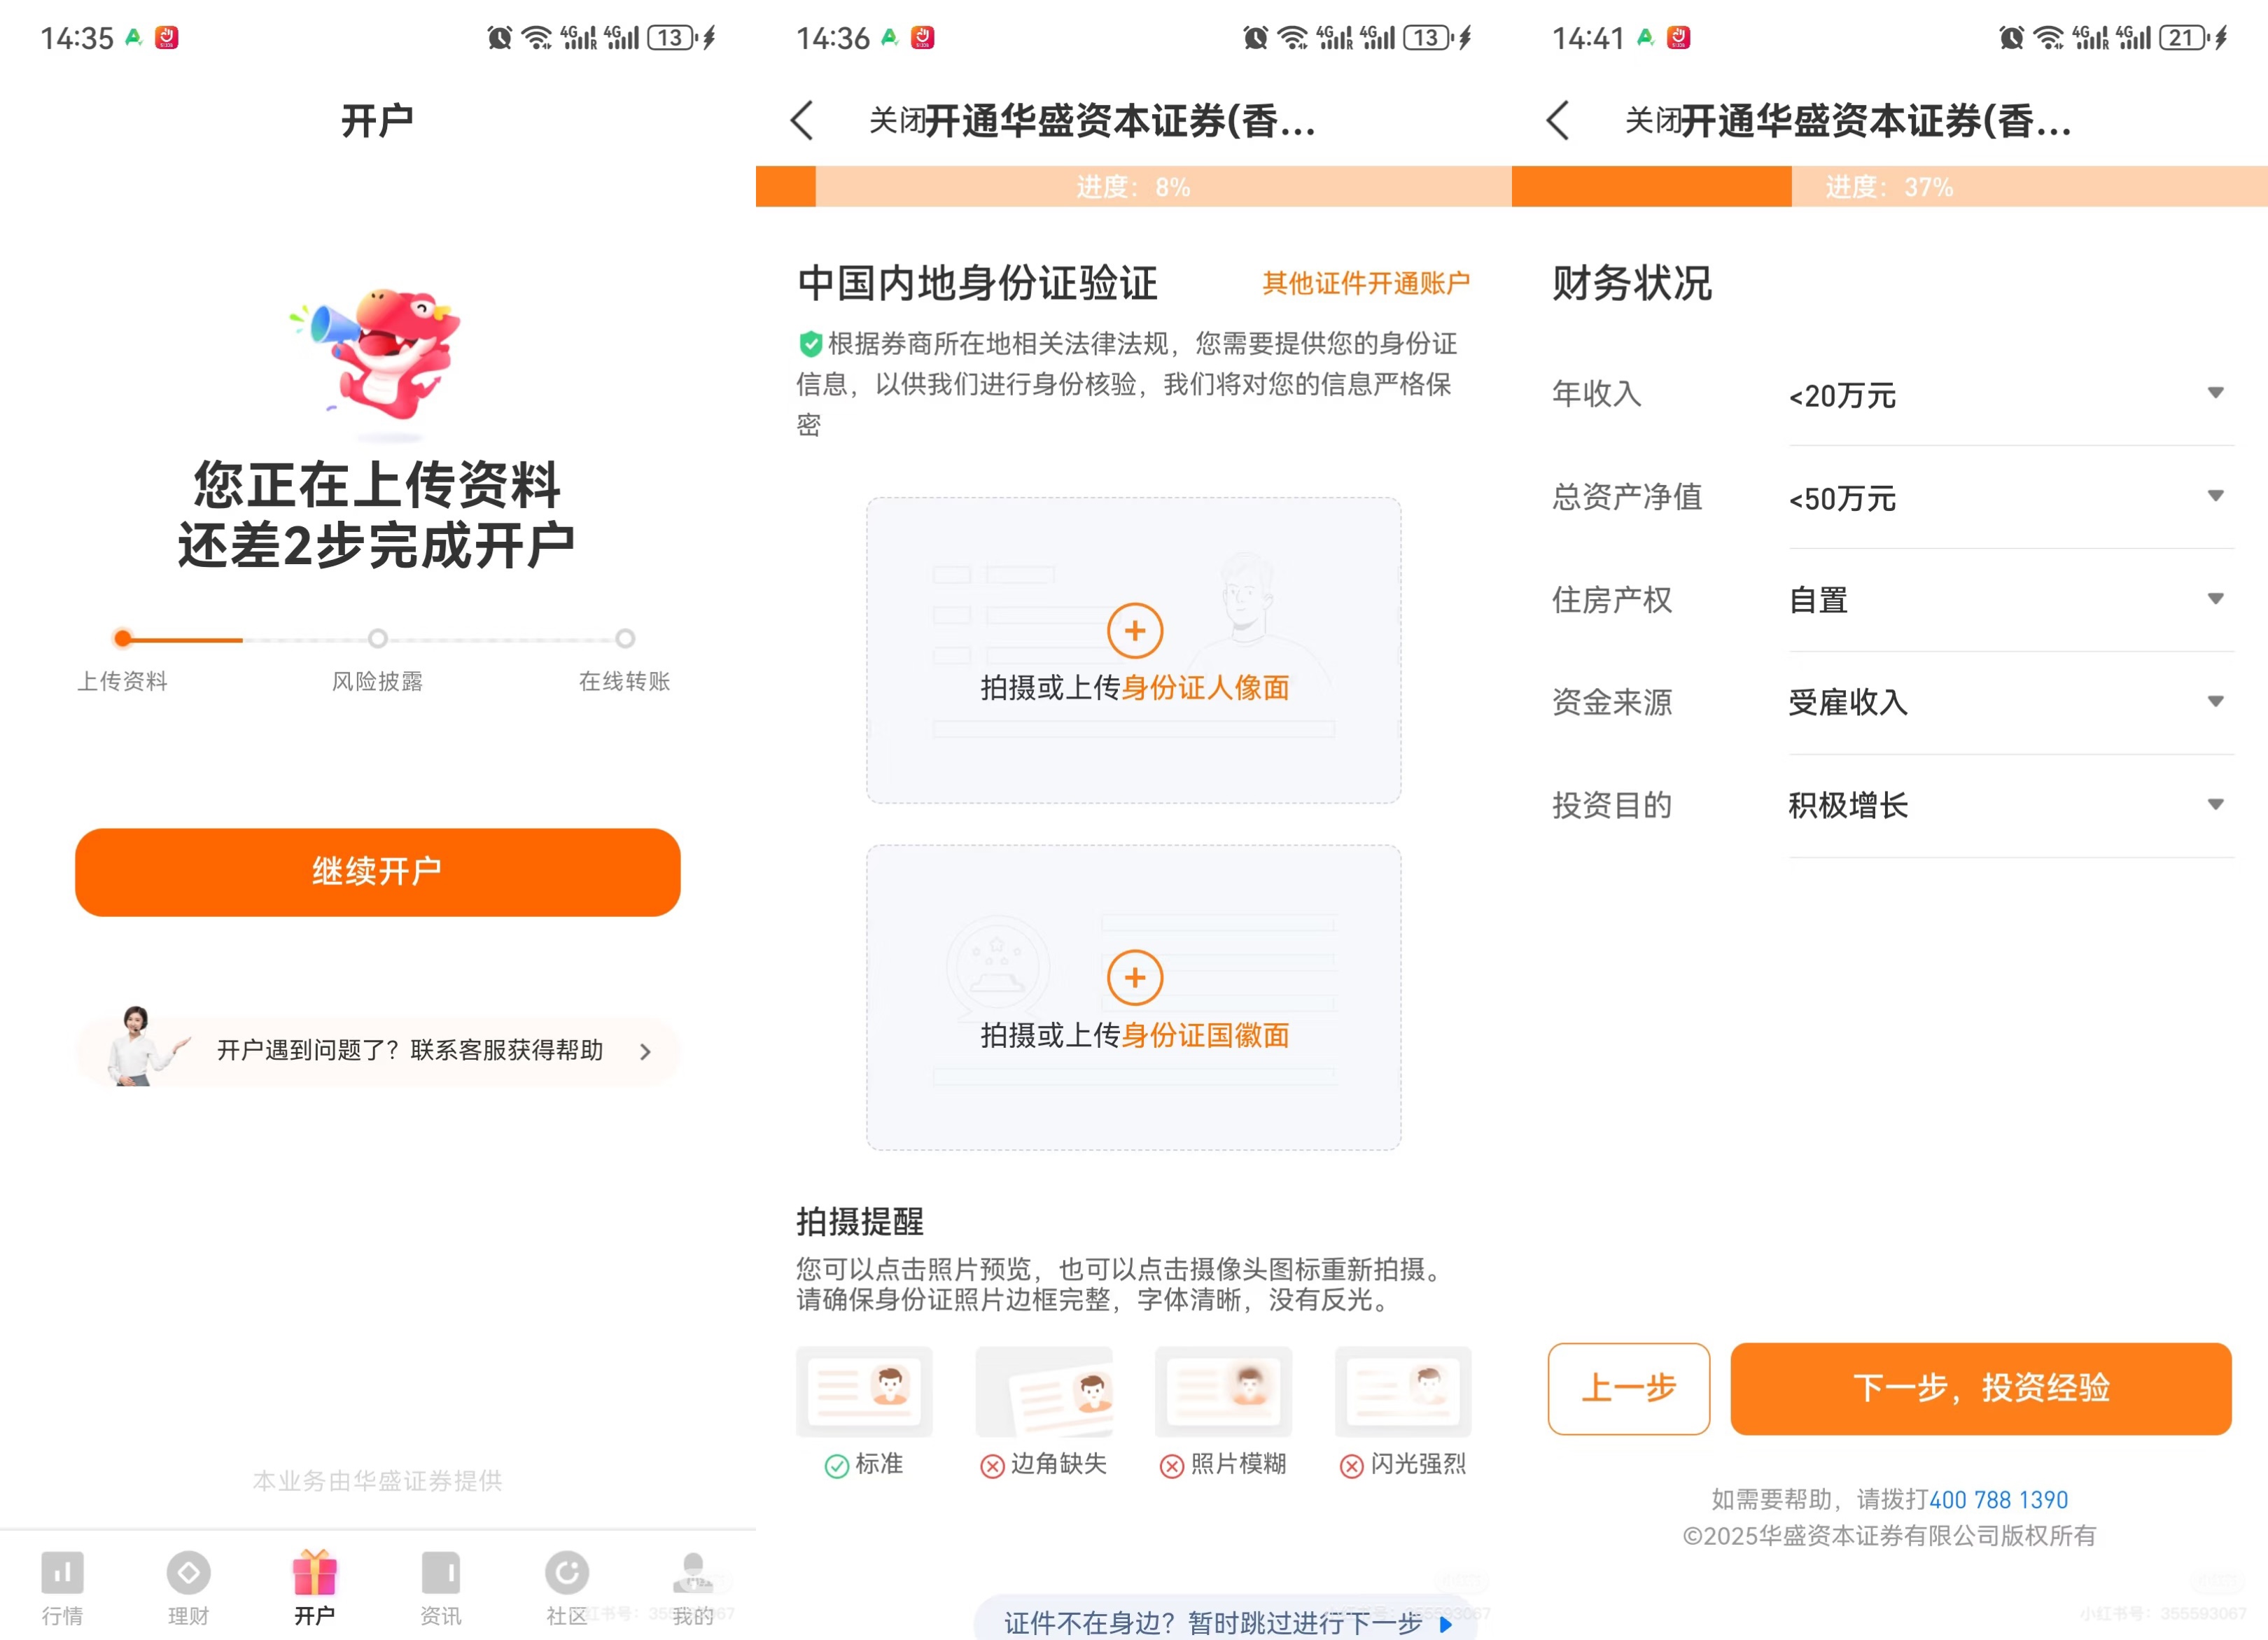 14:35
4G
4G
13
开户
您正在上传资料
还差2步完成开户
上传资料
风险披露
在线转账
继续开户
开户遇到问题了？联系客服获得帮助
本业务由华盛证券提供
行情
理财
开户
资讯
社区
我的
14:36
4G
4G
13
关闭开通华盛资本证券(香...
进度：8%
中国内地身份证验证
其他证件开通账户
根据券商所在地相关法律法规，您需要提供您的身份证
信息，以供我们进行身份核验，我们将对您的信息严格保
密
拍摄或上传身份证人像面
拍摄或上传身份证国徽面
拍摄提醒
您可以点击照片预览，也可以点击摄像头图标重新拍摄。
请确保身份证照片边框完整，字体清晰，没有反光。
标准
边角缺失
照片模糊
闪光强烈
证件不在身边？暂时跳过进行下一步
14:41
4G
4G
21
关闭开通华盛资本证券(香...
进度：37%
财务状况
年收入 <20万元
总资产净值 <50万元
住房产权 自置
资金来源 受雇收入
投资目的 积极增长
上一步
下一步，投资经验
如需要帮助，请拨打400 788 1390
©2025华盛资本证券有限公司版权所有
小红书号：355593067